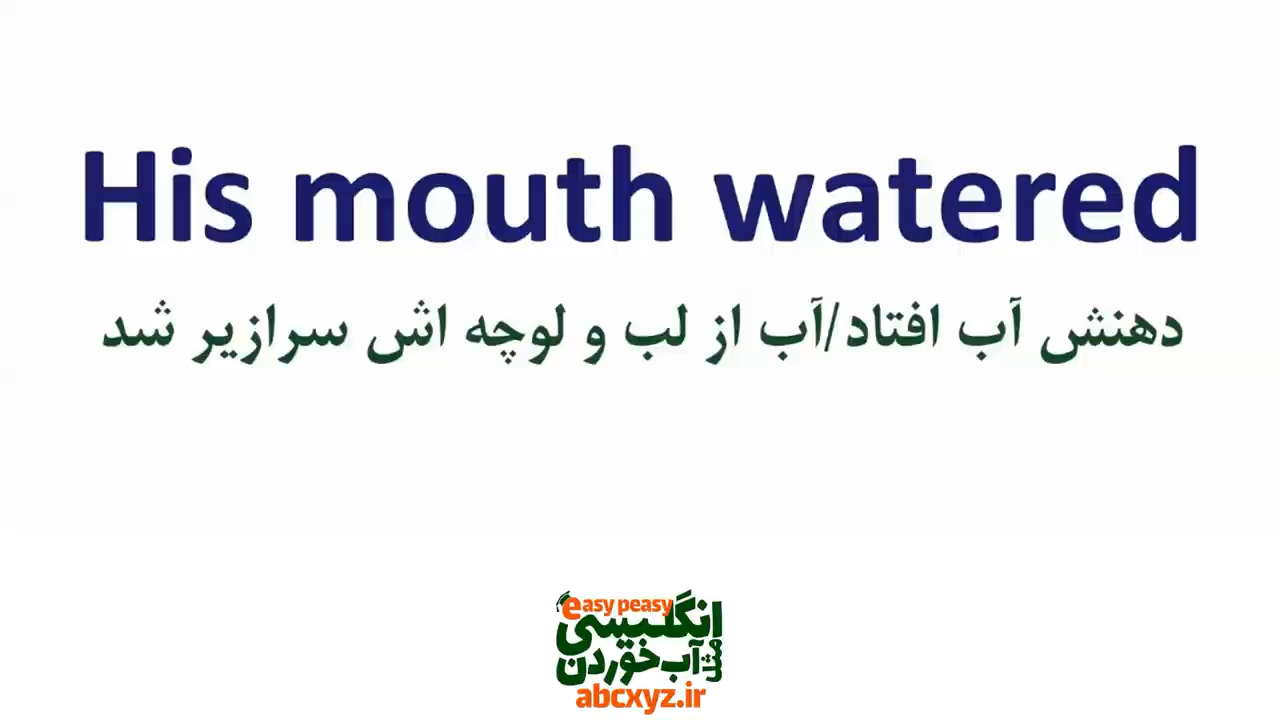 His mouth watered
دهنش آب افتاد/آب از لب و لوچه اش سرازیر شد
easy peasy
انگلیسی
مثل آب خوردن
abcxyz.ir